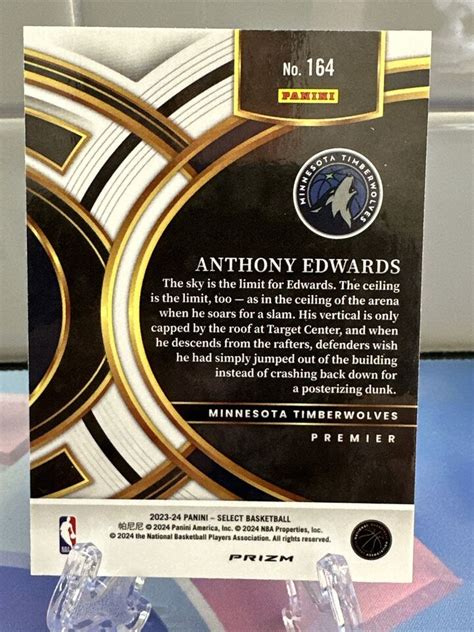 No. 164
PANINI
MINNESOTA TIMBERWOLVES
ANTHONY EDWARDS
The sky is the limit for Edwards. The ceiling
is the limit, too — as in the ceiling of the arena
when he soars for a slam. His vertical is only
capped by the roof at Target Center, and when
he descends from the rafters, defenders wish
he had simply jumped out of the building
instead of crashing back down for
a posterizing dunk.
MINNESOTA TIMBERWOLVES
PREMIER
2023-24 PANINI – SELECT BASKETBALL
帕尼尼 © 2024 Panini America, Inc. © 2024 NBA Properties, Inc.
© 2024 the National Basketball Players Association. All rights reserved.
NBA
PRIZM